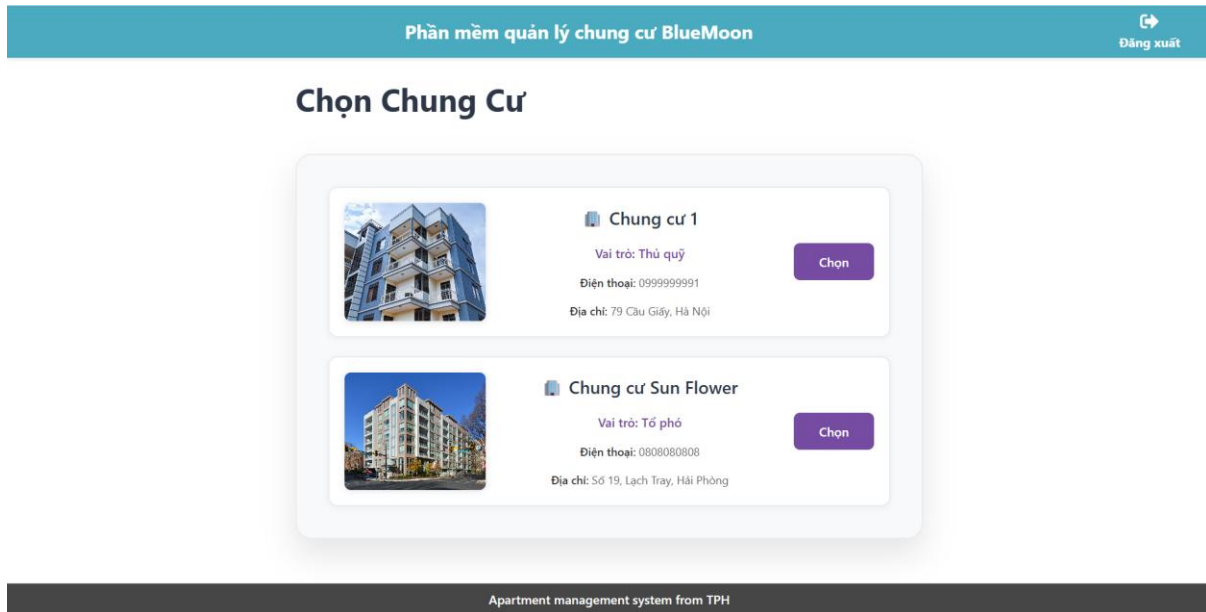 Phần mềm quản lý chung cư BlueMoon
Đăng xuất
Chọn Chung Cư
Chung cư 1
Vai trò: Thủ quỹ
Điện thoại: 0999999991
Địa chỉ: 79 Cầu Giấy, Hà Nội
Chọn
Chung cư Sun Flower
Vai trò: Tổ phó
Điện thoại: 0808080808
Địa chỉ: Số 19, Lạch Tray, Hải Phòng
Chọn
Apartment management system from TPH